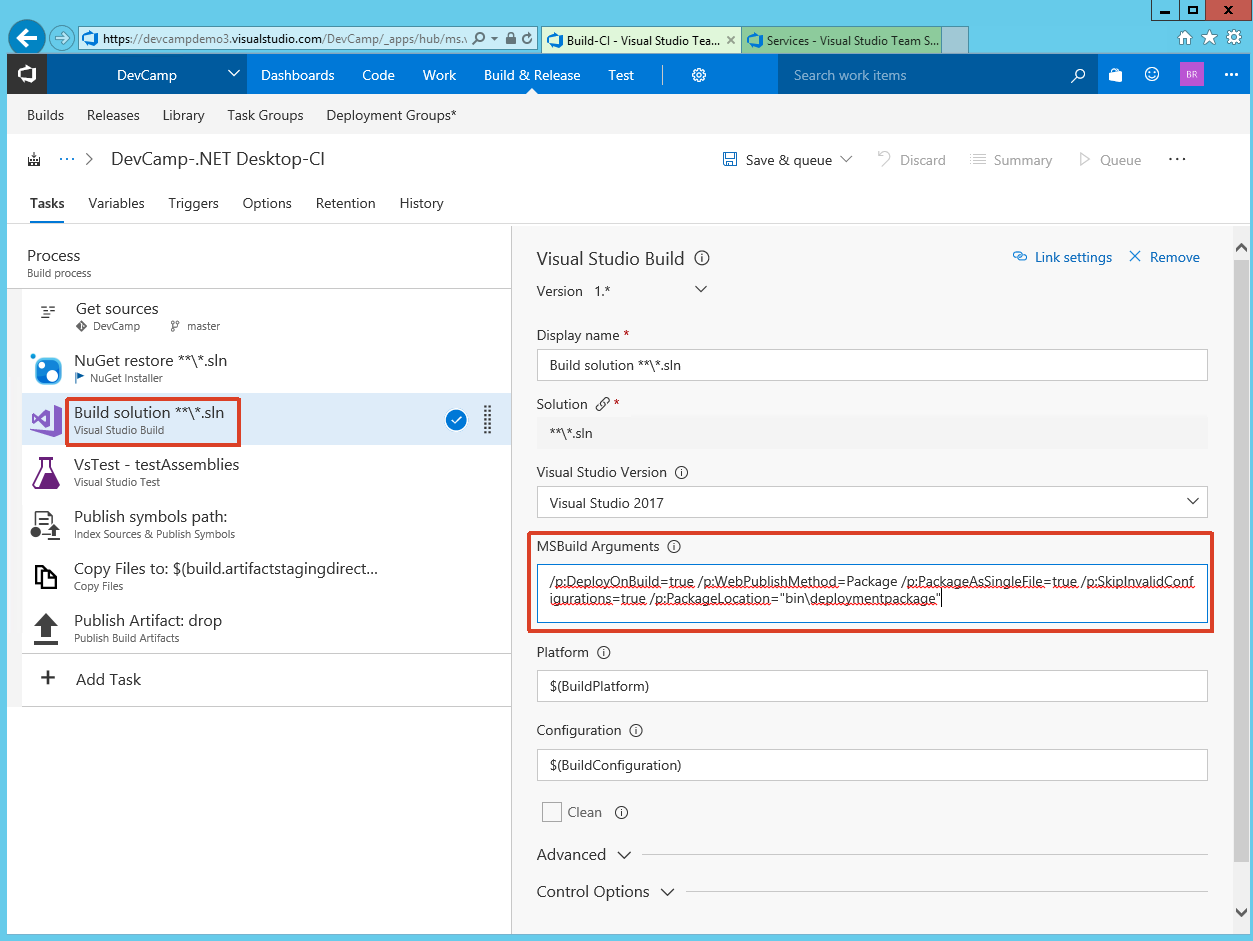 https://devcampdemo3.visualstudio.com/DevCamp/_apps/hub/ms.v
Build-CI - Visual Studio Tea...
Services - Visual Studio Team S...
DevCamp
Dashboards Code Work Build & Release Test
Search work items
BR
Builds Releases Library Task Groups Deployment Groups*
DevCamp-.NET Desktop-CI
Save & queue Discard Summary Queue
Tasks Variables Triggers Options Retention History
Process
Build process
Get sources
DevCamp master
NuGet restore **\*.sln
NuGet Installer
Build solution **\*.sln
Visual Studio Build
VsTest - testAssemblies
Visual Studio Test
Publish symbols path:
Index Sources & Publish Symbols
Copy Files to: $(build.artifactstagingdirect...
Copy Files
Publish Artifact: drop
Publish Build Artifacts
Add Task
Visual Studio Build
Link settings Remove
Version 1.*
Display name *
Build solution **\*.sln
Solution *
**\*.sln
Visual Studio Version
Visual Studio 2017
MSBuild Arguments
/p:DeployOnBuild=true /p:WebPublishMethod=Package /p:PackageAsSingleFile=true /p:SkipInvalidConf
igurations=true /p:PackageLocation="bin\deploymentpackage"
Platform
$(BuildPlatform)
Configuration
$(BuildConfiguration)
Clean
Advanced
Control Options